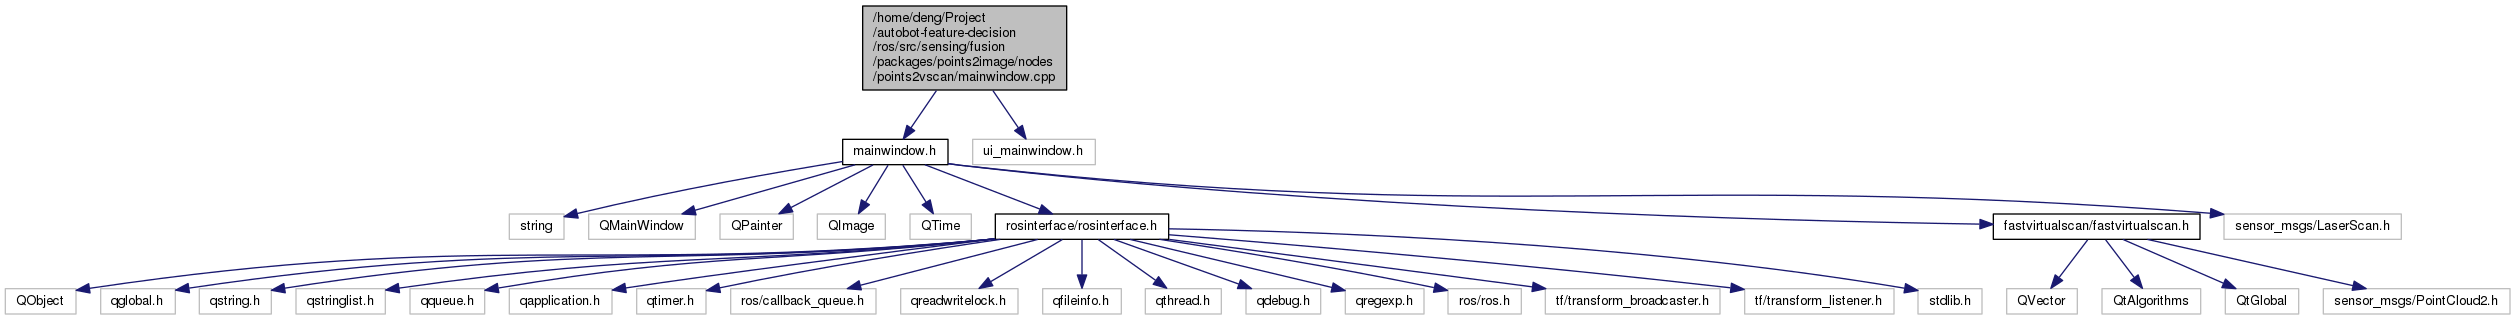 /home/deng/Project
/autobot-feature-decision
/ros/src/sensing/fusion
/packages/points2image/nodes
/points2vscan/mainwindow.cpp
mainwindow.h
ui_mainwindow.h
string
QMainWindow
QPainter
QImage
QTime
rosinterface/rosinterface.h
fastvirtualscan/fastvirtualscan.h
sensor_msgs/LaserScan.h
QObject
qglobal.h
qstring.h
qstringlist.h
qqueue.h
qapplication.h
qtimer.h
ros/callback_queue.h
qreadwritelock.h
qfileinfo.h
qthread.h
qdebug.h
qregexp.h
ros/ros.h
tf/transform_broadcaster.h
tf/transform_listener.h
stdlib.h
QVector
QtAlgorithms
QtGlobal
sensor_msgs/PointCloud2.h